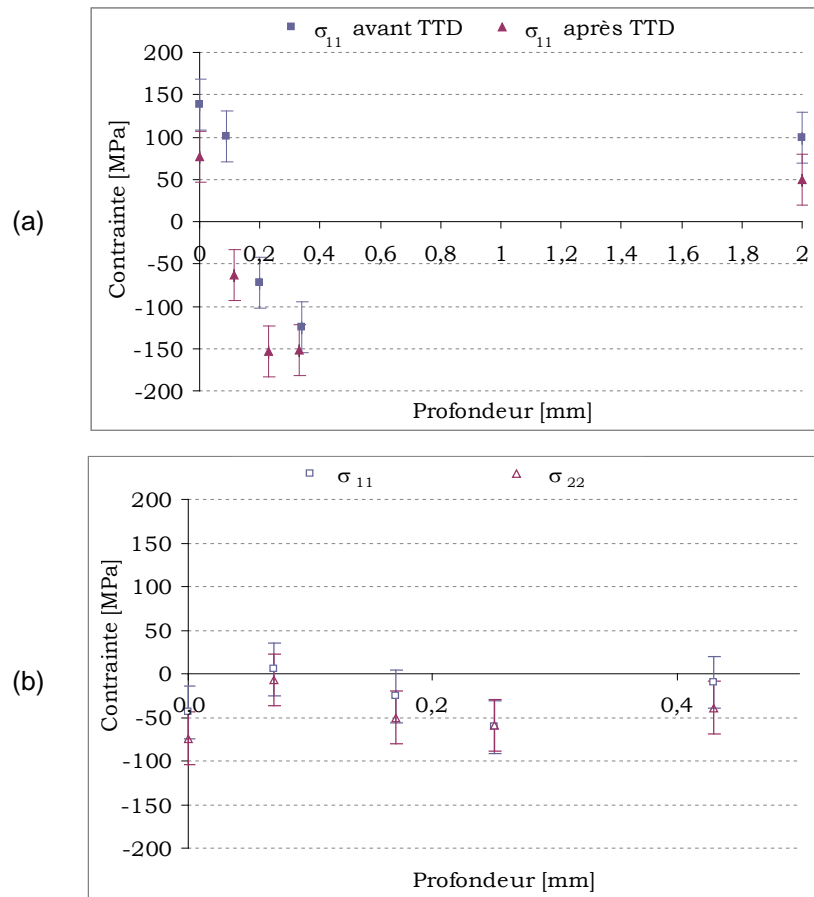 σ11 avant TTD σ11 après TTD
200
150
100
50
0
-50
-100
-150
-200
0 0,2 0,4 0,6 0,8 1 1,2 1,4 1,6 1,8 2
Contrainte [MPa]
Profondeur [mm]
(a)
σ11 σ22
200
150
100
50
0
-50
-100
-150
-200
0,0 0,2 0,4
Contrainte [MPa]
Profondeur [mm]
(b)